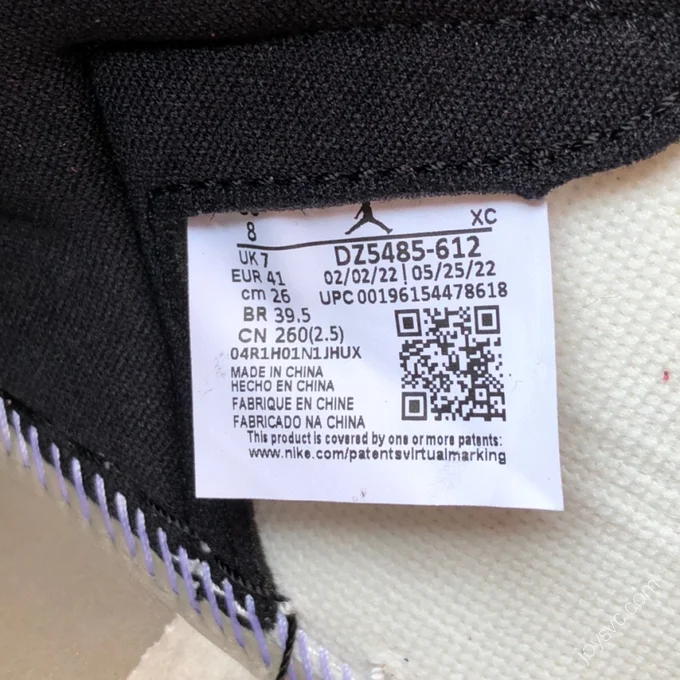 8
XC
UK 7
DZ5485-612
EUR 41
02/02/22 | 05/25/22
cm 26
UPC 00196154478618
BR 39.5
CN 260(2.5)
04R1H01N1JHUX
MADE IN CHINA
HECHO EN CHINA
FABRIQUE EN CHINE
FABRICADO NA CHINA
This product is covered by one or more patents:
www.nike.com/patentsvirtualmarking
joysvc.com